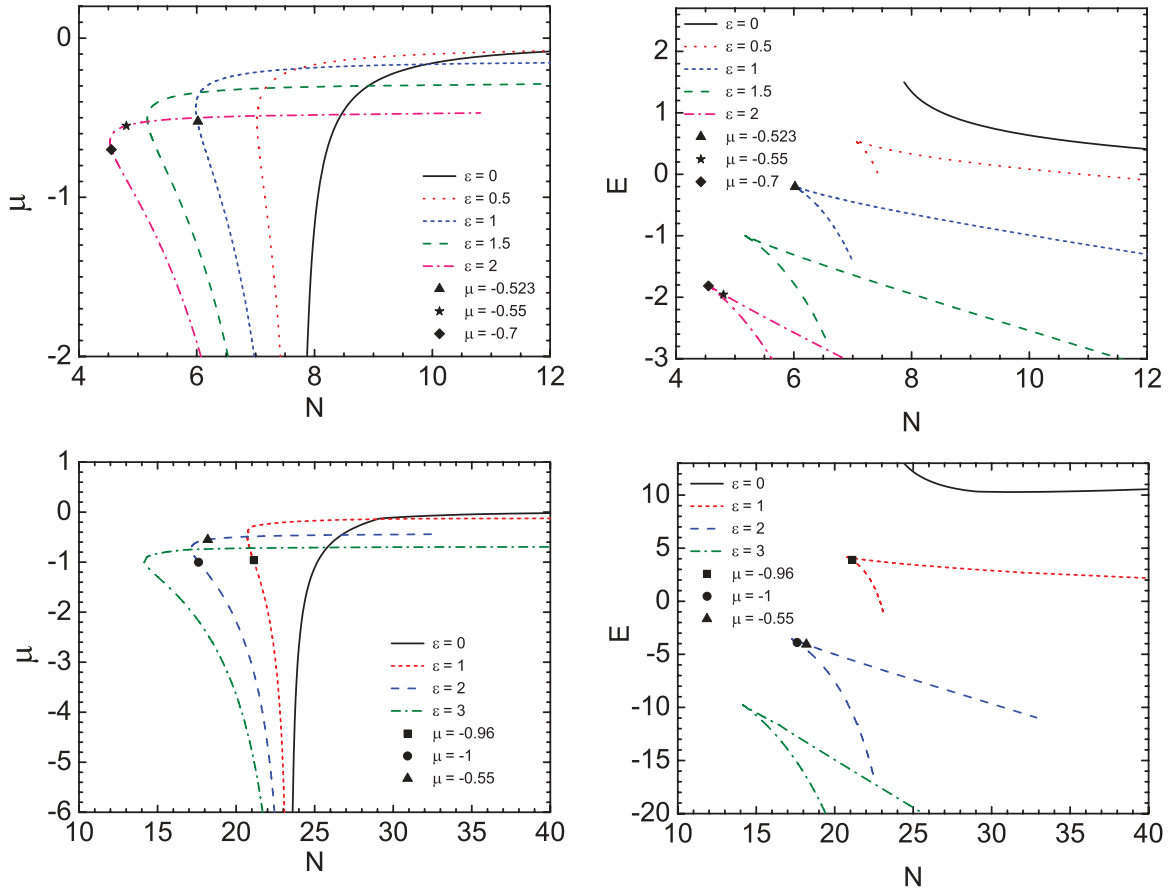 0
-1
-2
μ
4 6 8 10 12
N
ε = 0
ε = 0.5
ε = 1
ε = 1.5
ε = 2
μ = -0.523
μ = -0.55
μ = -0.7
2
1
0
-1
-2
-3
E
4 6 8 10 12
N
ε = 0
ε = 0.5
ε = 1
ε = 1.5
ε = 2
μ = -0.523
μ = -0.55
μ = -0.7
1
0
-1
-2
-3
-4
-5
-6
μ
10 15 20 25 30 35 40
N
ε = 0
ε = 1
ε = 2
ε = 3
μ = -0.96
μ = -1
μ = -0.55
10
5
0
-5
-10
-15
-20
E
10 15 20 25 30 35 40
N
ε = 0
ε = 1
ε = 2
ε = 3
μ = -0.96
μ = -1
μ = -0.55